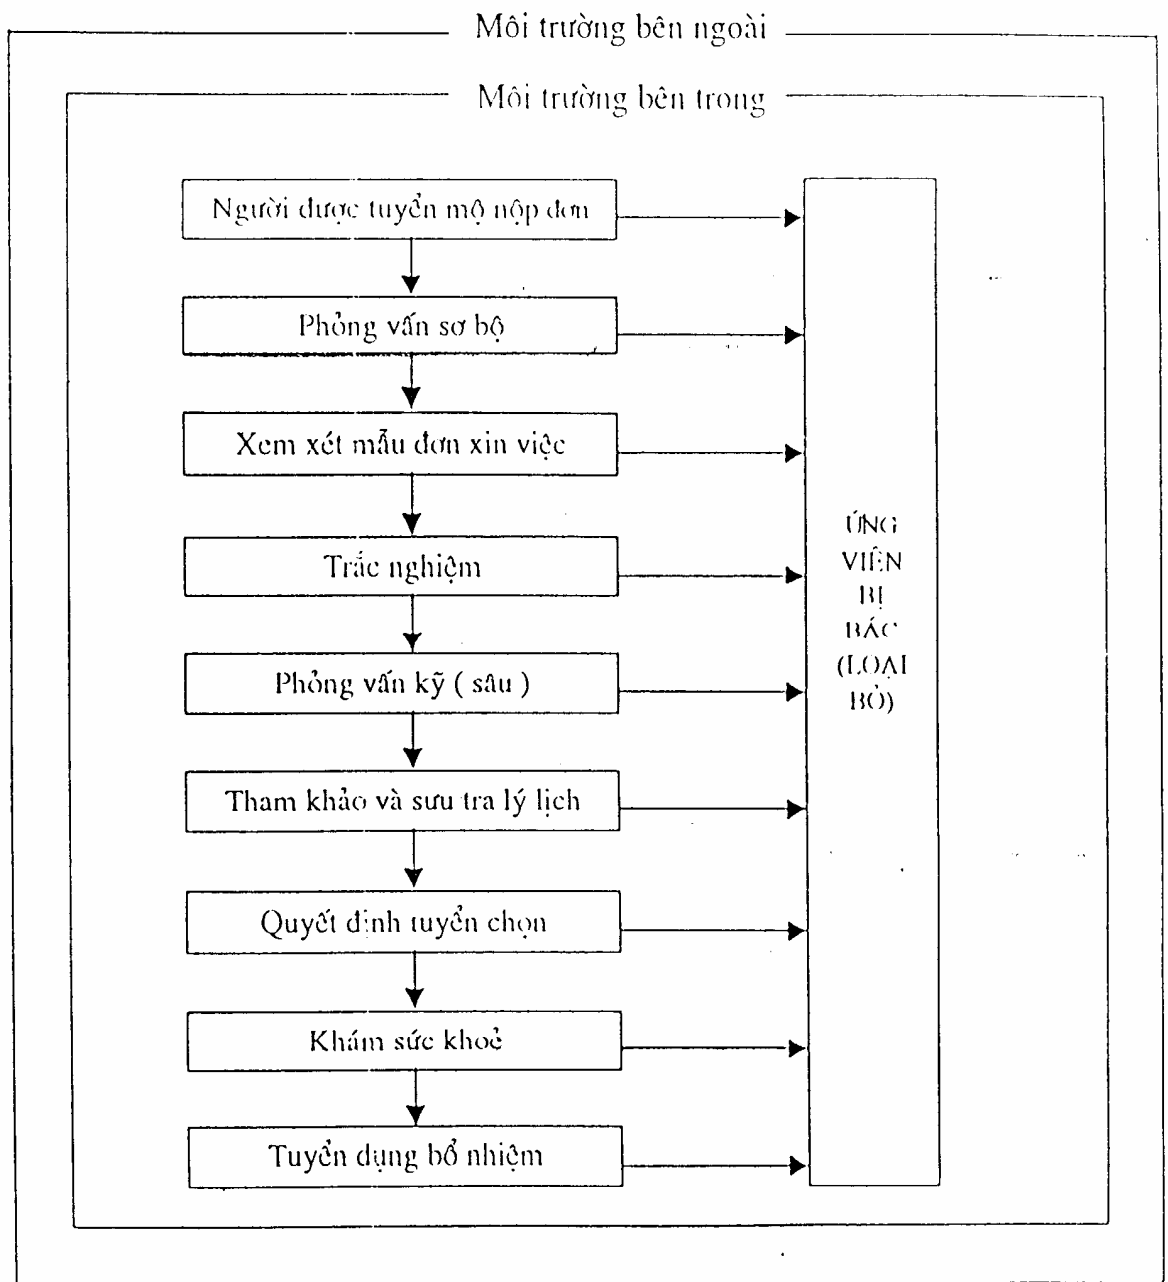 Môi trường bên ngoài
Môi trường bên trong
Người được tuyển mộ nộp đơn
Phỏng vấn sơ bộ
Xem xét mẫu đơn xin việc
Trắc nghiệm
Phỏng vấn kỹ ( sâu )
Tham khảo và sưu tra lý lịch
Quyết định tuyển chọn
Khám sức khoẻ
Tuyển dụng bổ nhiệm
ỨNG
VIÊN
BỊ
BÁC
(LOẠI
BỎ)